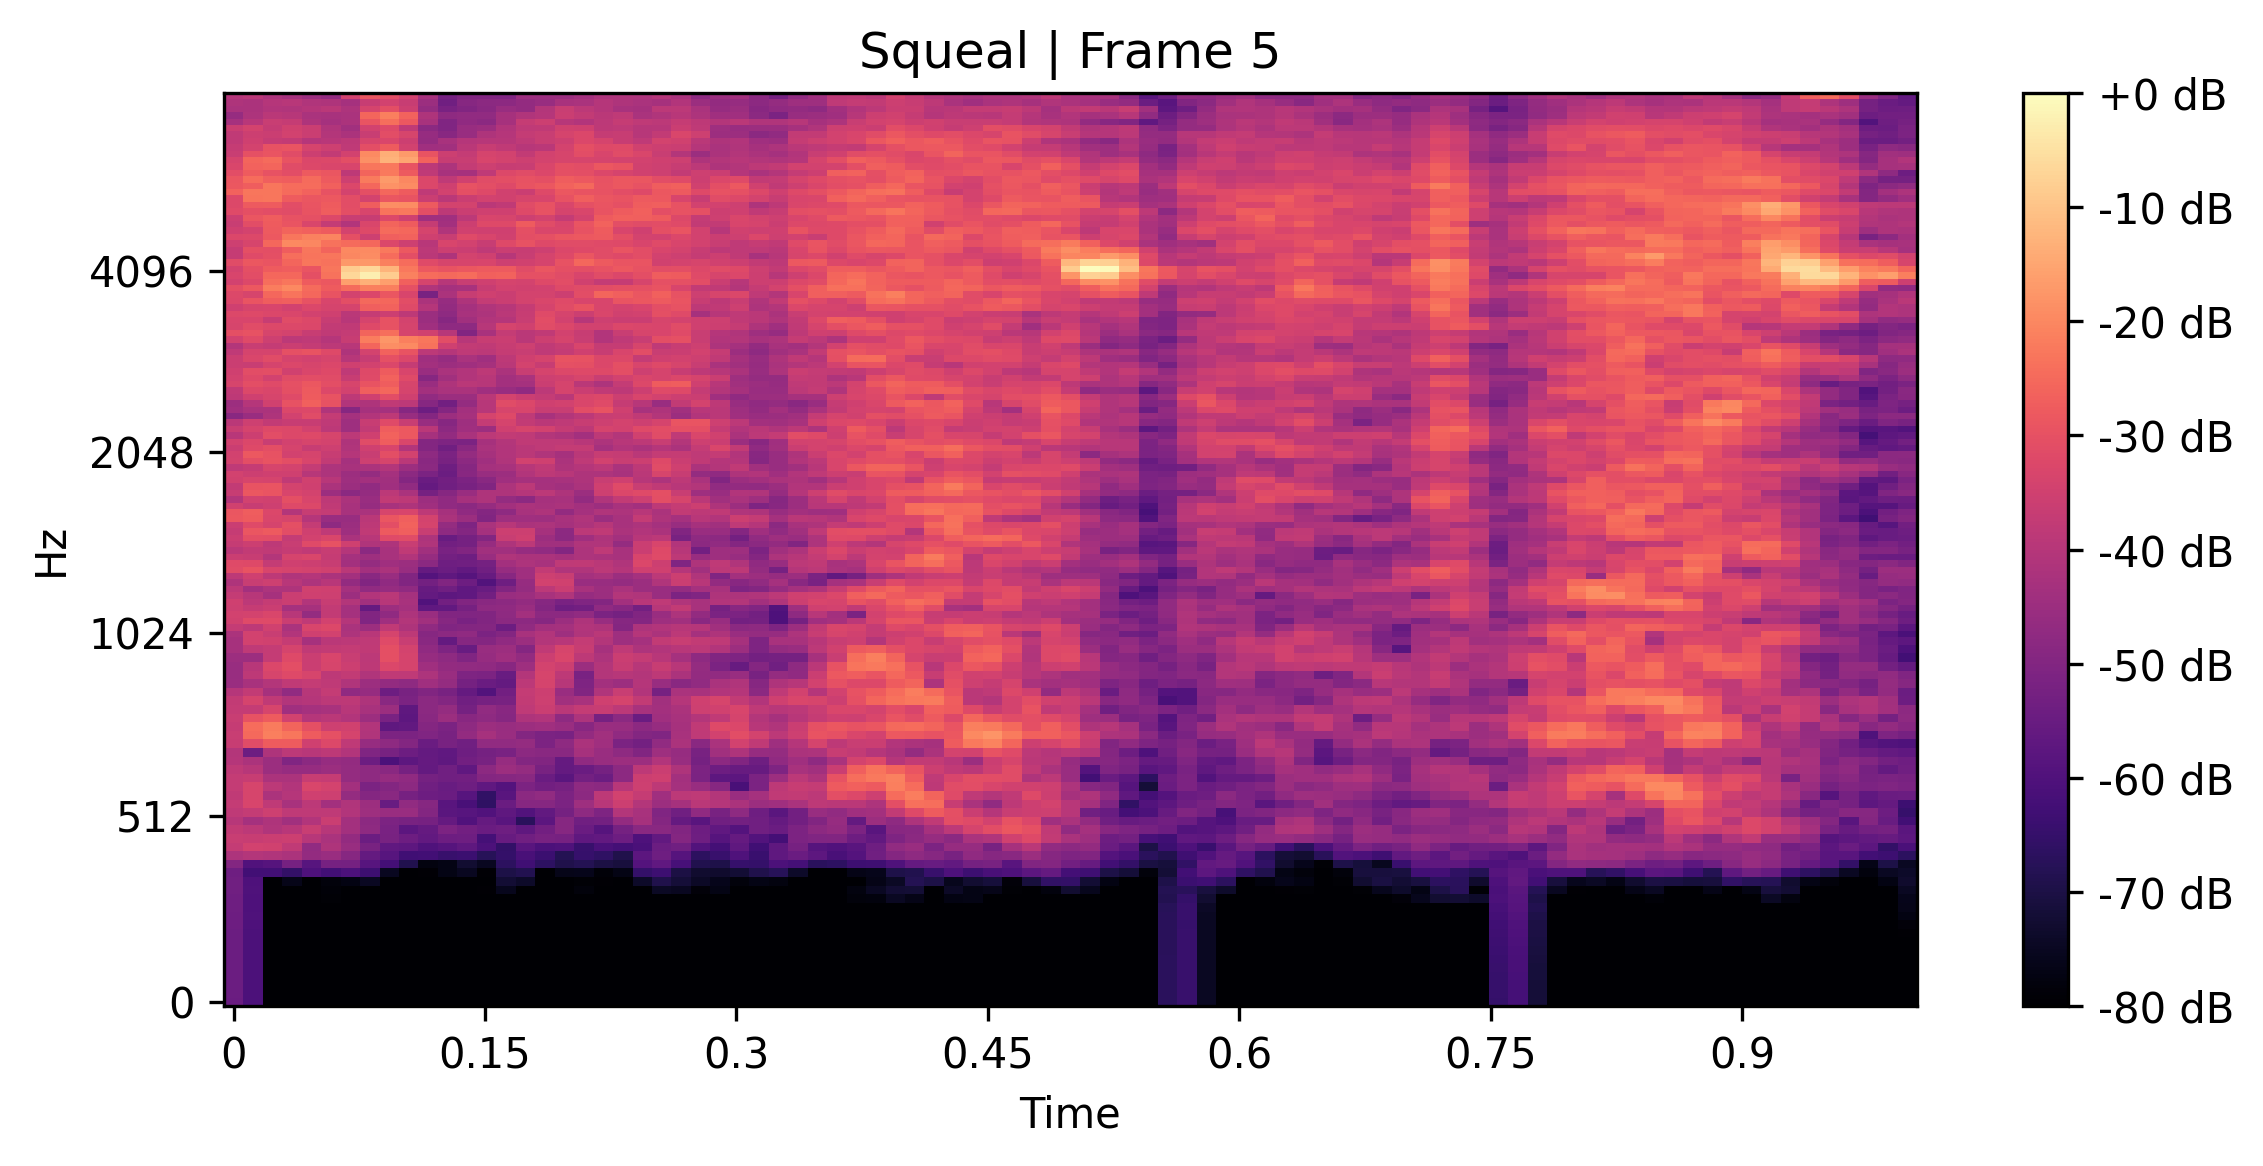 Squeal | Frame 5
+0 dB
-10 dB
-20 dB
-30 dB
-40 dB
-50 dB
-60 dB
-70 dB
-80 dB
Hz
4096
2048
1024
512
0
0 0.15 0.3 0.45 0.6 0.75 0.9
Time